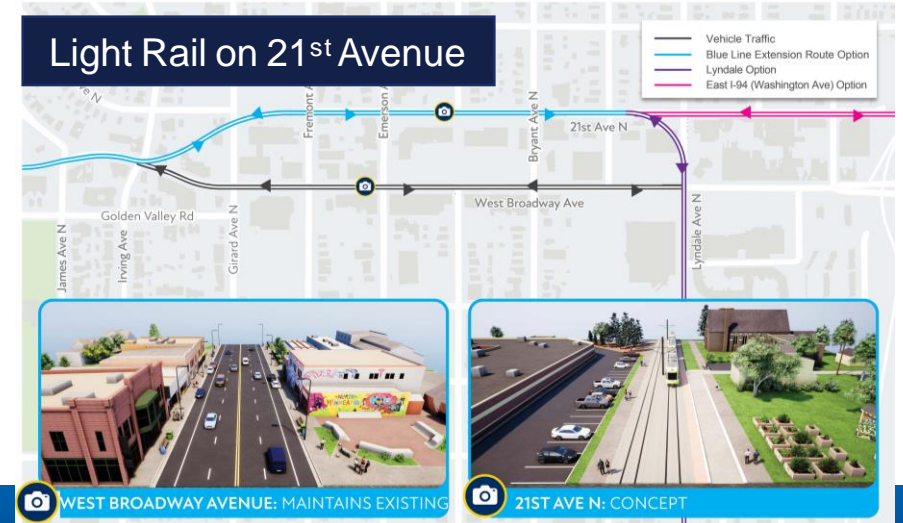 Light Rail on 21st Avenue
Vehicle Traffic
Blue Line Extension Route Option
Lyndale Option
East I-94 (Washington Ave) Option
e N
Fremont A
Emerson A
Bryant Ave N
21st Ave N
West Broadway Ave
Golden Valley Rd
James Ave N
Irving Ave
Girard Ave N
Lyndale Ave N
WEST BROADWAY AVENUE: MAINTAINS EXISTING
21ST AVE N: CONCEPT